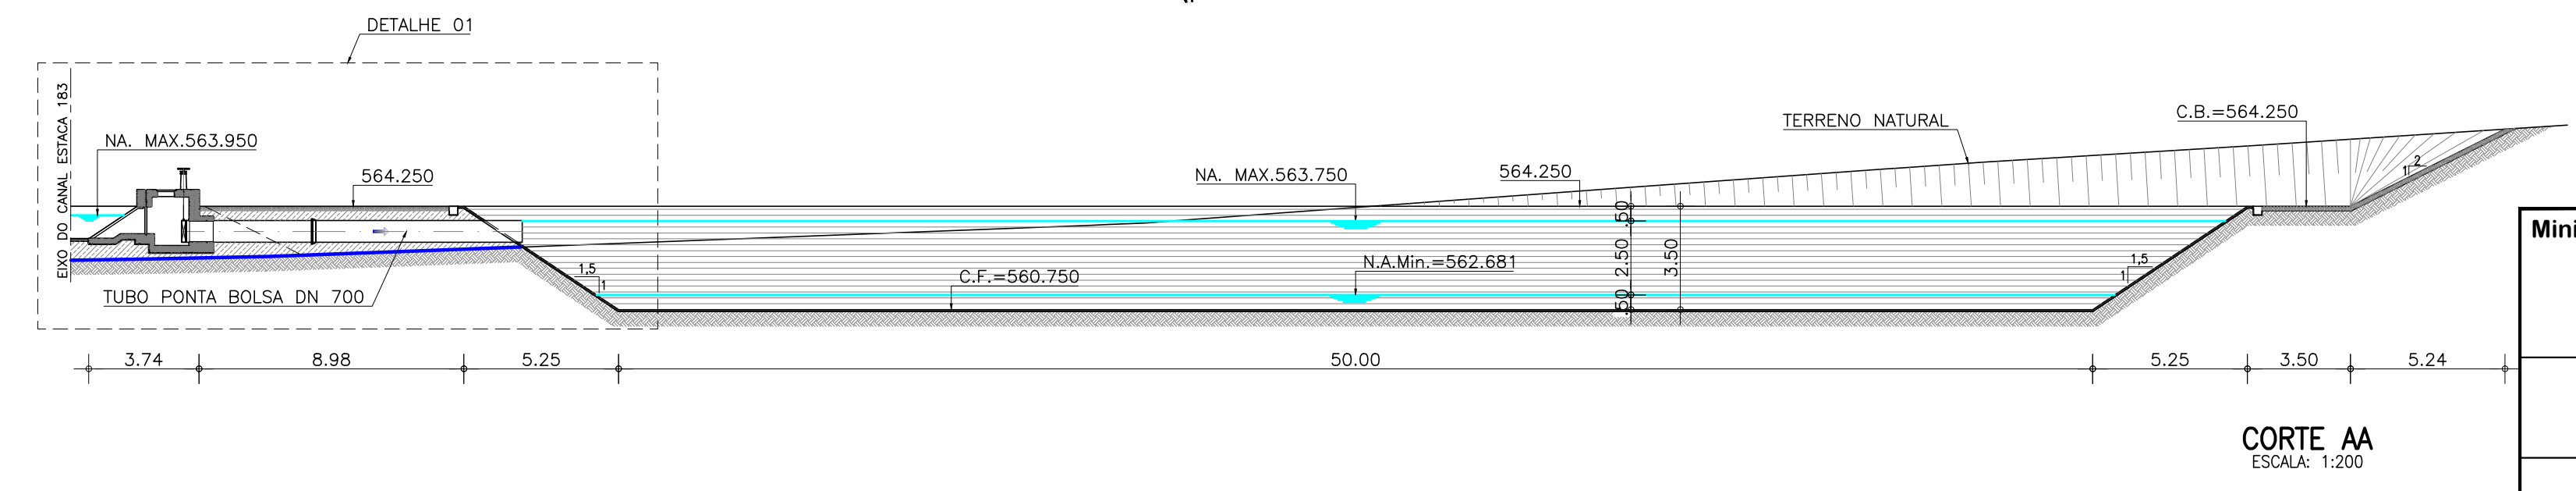 DETALHE 01
EIXO DO CANAL ESTACA 183
NA. MAX.563.950
564.250
NA. MAX.563.750
564.250
TERRENO NATURAL
C.B.=564.250
2
1
.50
2.50
3.50
.50
1,5
1
C.F.=560.750
N.A.Min.=562.681
1,5
1
TUBO PONTA BOLSA DN 700
3.74
8.98
5.25
50.00
5.25
3.50
5.24
CORTE AA
ESCALA: 1:200
Mini